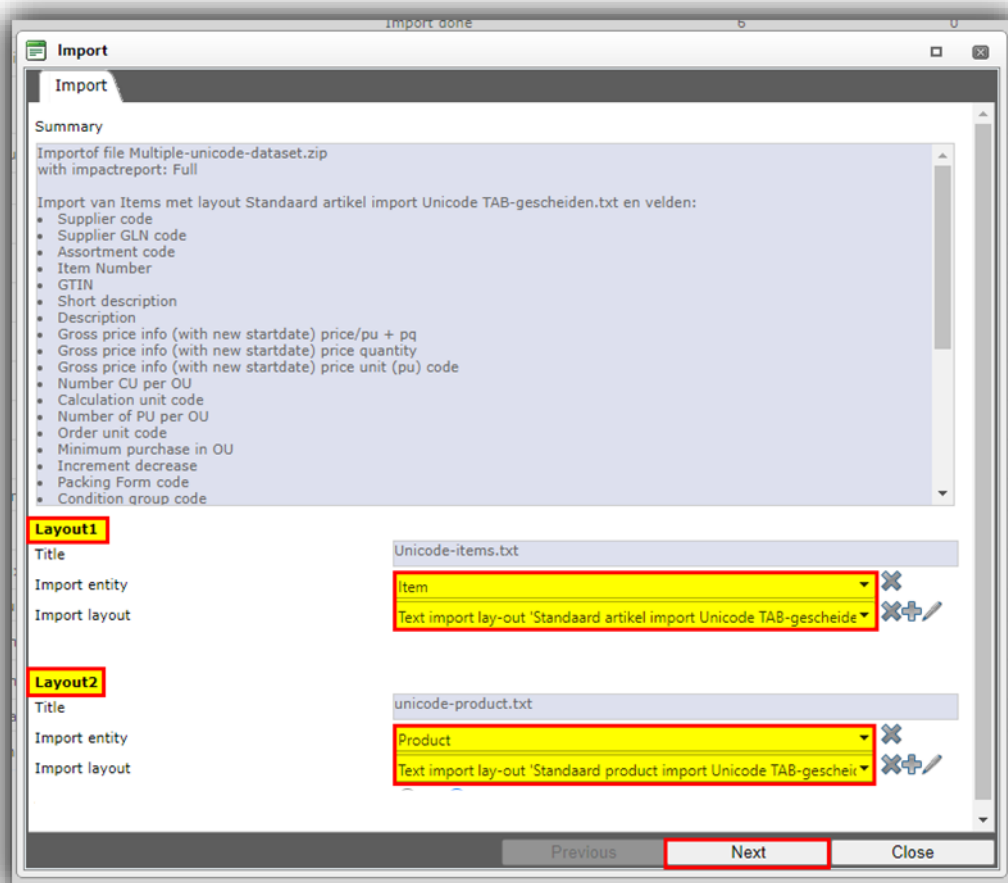 Import done 6 0
Import
Import
Summary
Importof file Multiple-unicode-dataset.zip
with impactreport: Full
Import van Items met layout Standaard artikel import Unicode TAB-gescheiden.txt en velden:
• Supplier code
• Supplier GLN code
• Assortment code
• Item Number
• GTIN
• Short description
• Description
• Gross price info (with new startdate) price/pu + pq
• Gross price info (with new startdate) price quantity
• Gross price info (with new startdate) price unit (pu) code
• Number CU per OU
• Calculation unit code
• Number of PU per OU
• Order unit code
• Minimum purchase in OU
• Increment decrease
• Packing Form code
• Condition group code
Layout1
Title Unicode-items.txt
Import entity Item
Import layout Text import lay-out 'Standaard artikel import Unicode TAB-gescheide
Layout2
Title unicode-product.txt
Import entity Product
Import layout Text import lay-out 'Standaard product import Unicode TAB-gescheid
Previous Next Close